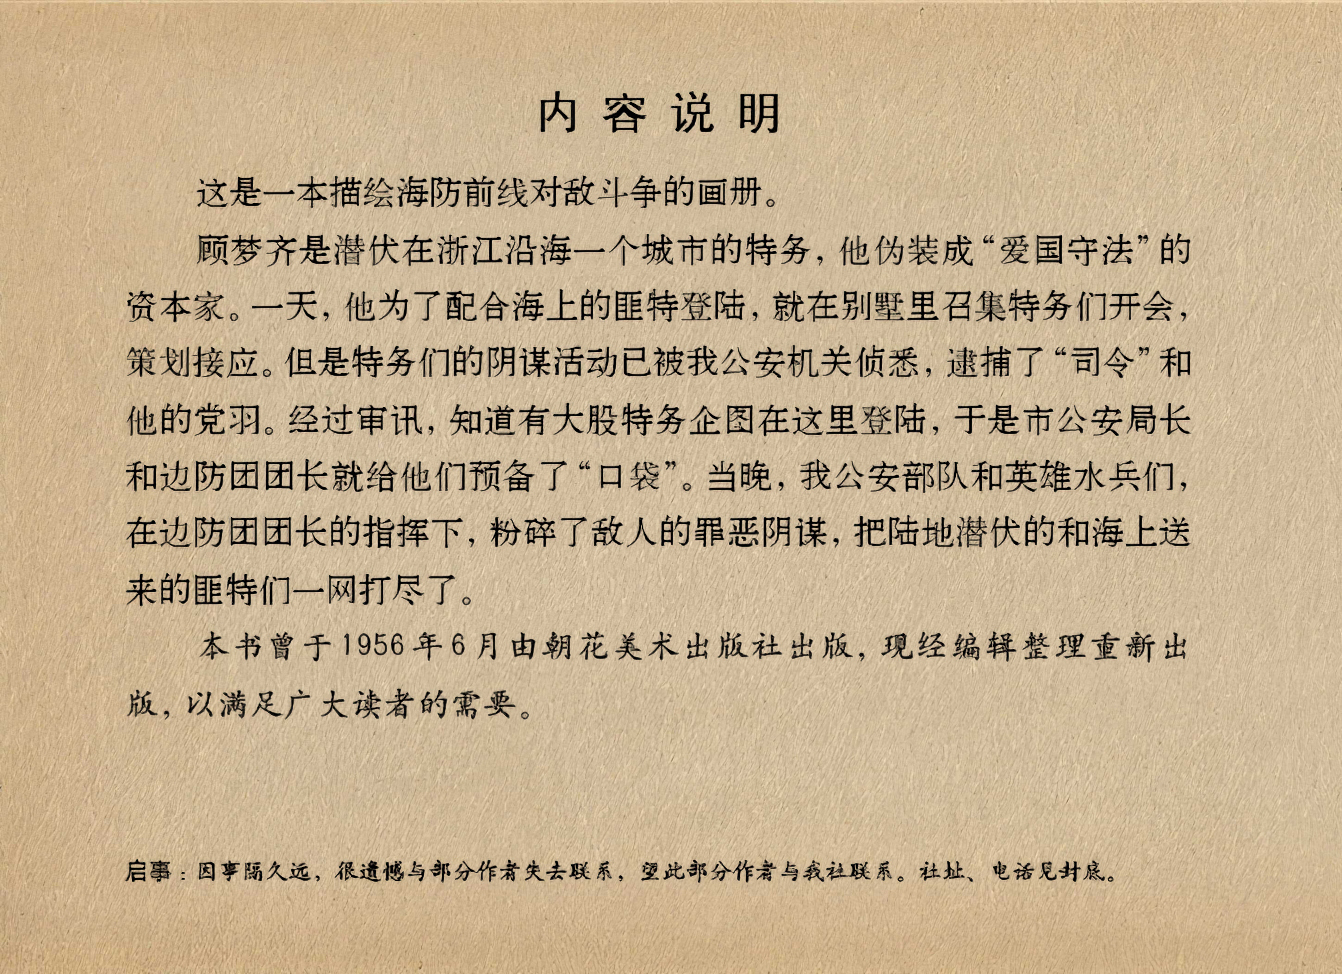 内容说明
这是一本描绘海防前线对敌斗争的画册。
顾梦齐是潜伏在浙江沿海一个城市的特务，他伪装成“爱国守法”的
资本家。一天，他为了配合海上的匪特登陆，就在别墅里召集特务们开会，
策划接应。但是特务们的阴谋活动已被我公安机关侦悉，逮捕了“司令”和
他的党羽。经过审讯，知道有大股特务企图在这里登陆，于是市公安局长
和边防团团长就给他们预备了“口袋”。当晚，我公安部队和英雄水兵们，
在边防团团长的指挥下，粉碎了敌人的罪恶阴谋，把陆地潜伏的和海上送
来的匪特们一网打尽了。
本书曾于1956年6月由朝花美术出版社出版，现经编辑整理重新出
版，以满足广大读者的需要。
启事：因事隔久远，很遗憾与部分作者失去联系，望此部分作者与我社联系。社址、电话见封底。